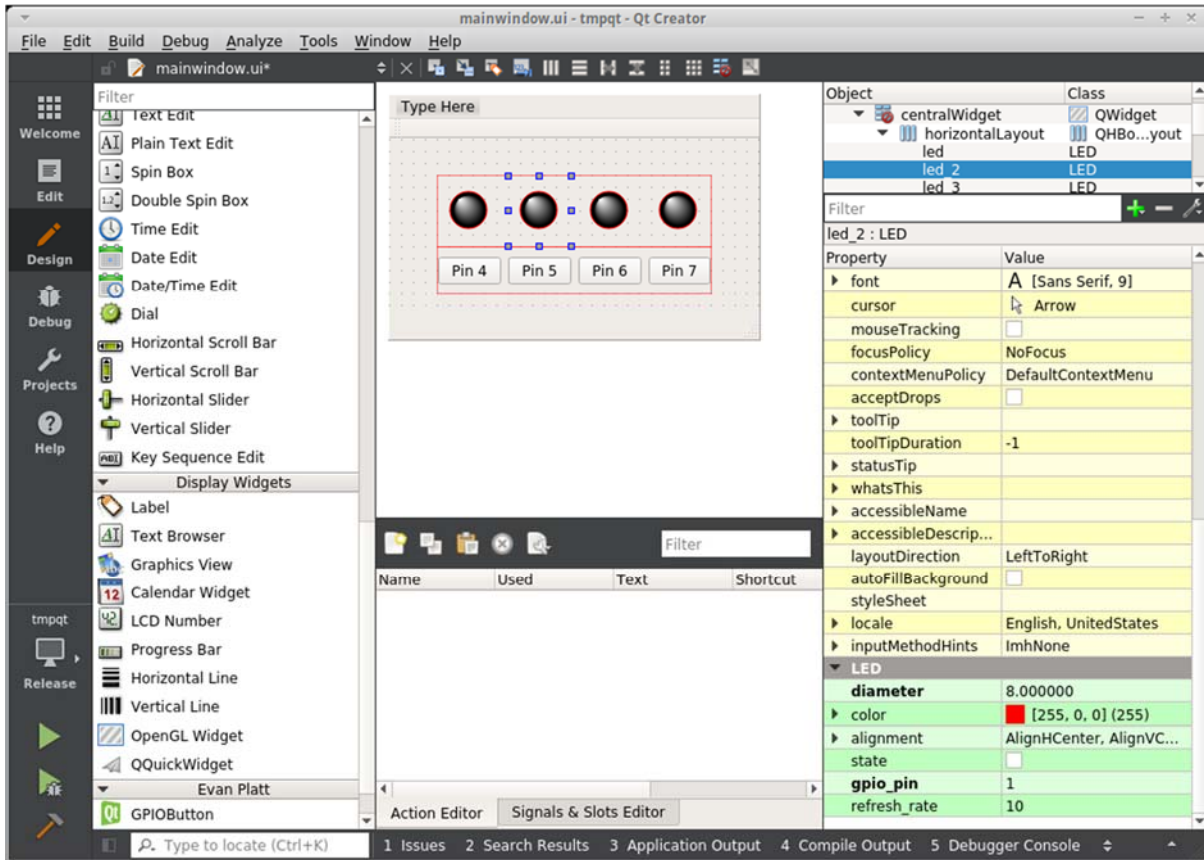 mainwindow.ui - tmpqt - Qt Creator
File Edit Build Debug Analyze Tools Window Help
mainwindow.ui*
Welcome
Edit
Design
Debug
Projects
Help
tmpqt
Release
Filter
Text Edit
Plain Text Edit
Spin Box
Double Spin Box
Time Edit
Date Edit
Date/Time Edit
Dial
Horizontal Scroll Bar
Vertical Scroll Bar
Horizontal Slider
Vertical Slider
Key Sequence Edit
Display Widgets
Label
Text Browser
Graphics View
Calendar Widget
LCD Number
Progress Bar
Horizontal Line
Vertical Line
OpenGL Widget
QQuickWidget
Evan Platt
GPIOButton
Type Here
Pin 4 Pin 5 Pin 6 Pin 7
Filter
Name Used Text Shortcut
Action Editor Signals & Slots Editor
Object Class
centralWidget QWidget
horizontalLayout QHBo...yout
led LED
led_2 LED
led_3 LED
Filter
led_2 : LED
Property Value
font A [Sans Serif, 9]
cursor Arrow
mouseTracking
focusPolicy NoFocus
contextMenuPolicy DefaultContextMenu
acceptDrops
toolTip
toolTipDuration -1
statusTip
whatsThis
accessibleName
accessibleDescrip...
layoutDirection LeftToRight
autoFillBackground
styleSheet
locale English, UnitedStates
inputMethodHints ImhNone
LED
diameter 8.000000
color [255, 0, 0] (255)
alignment AlignHCenter, AlignVC...
state
gpio_pin 1
refresh_rate 10
Type to locate (Ctrl+K)
1 Issues 2 Search Results 3 Application Output 4 Compile Output 5 Debugger Console